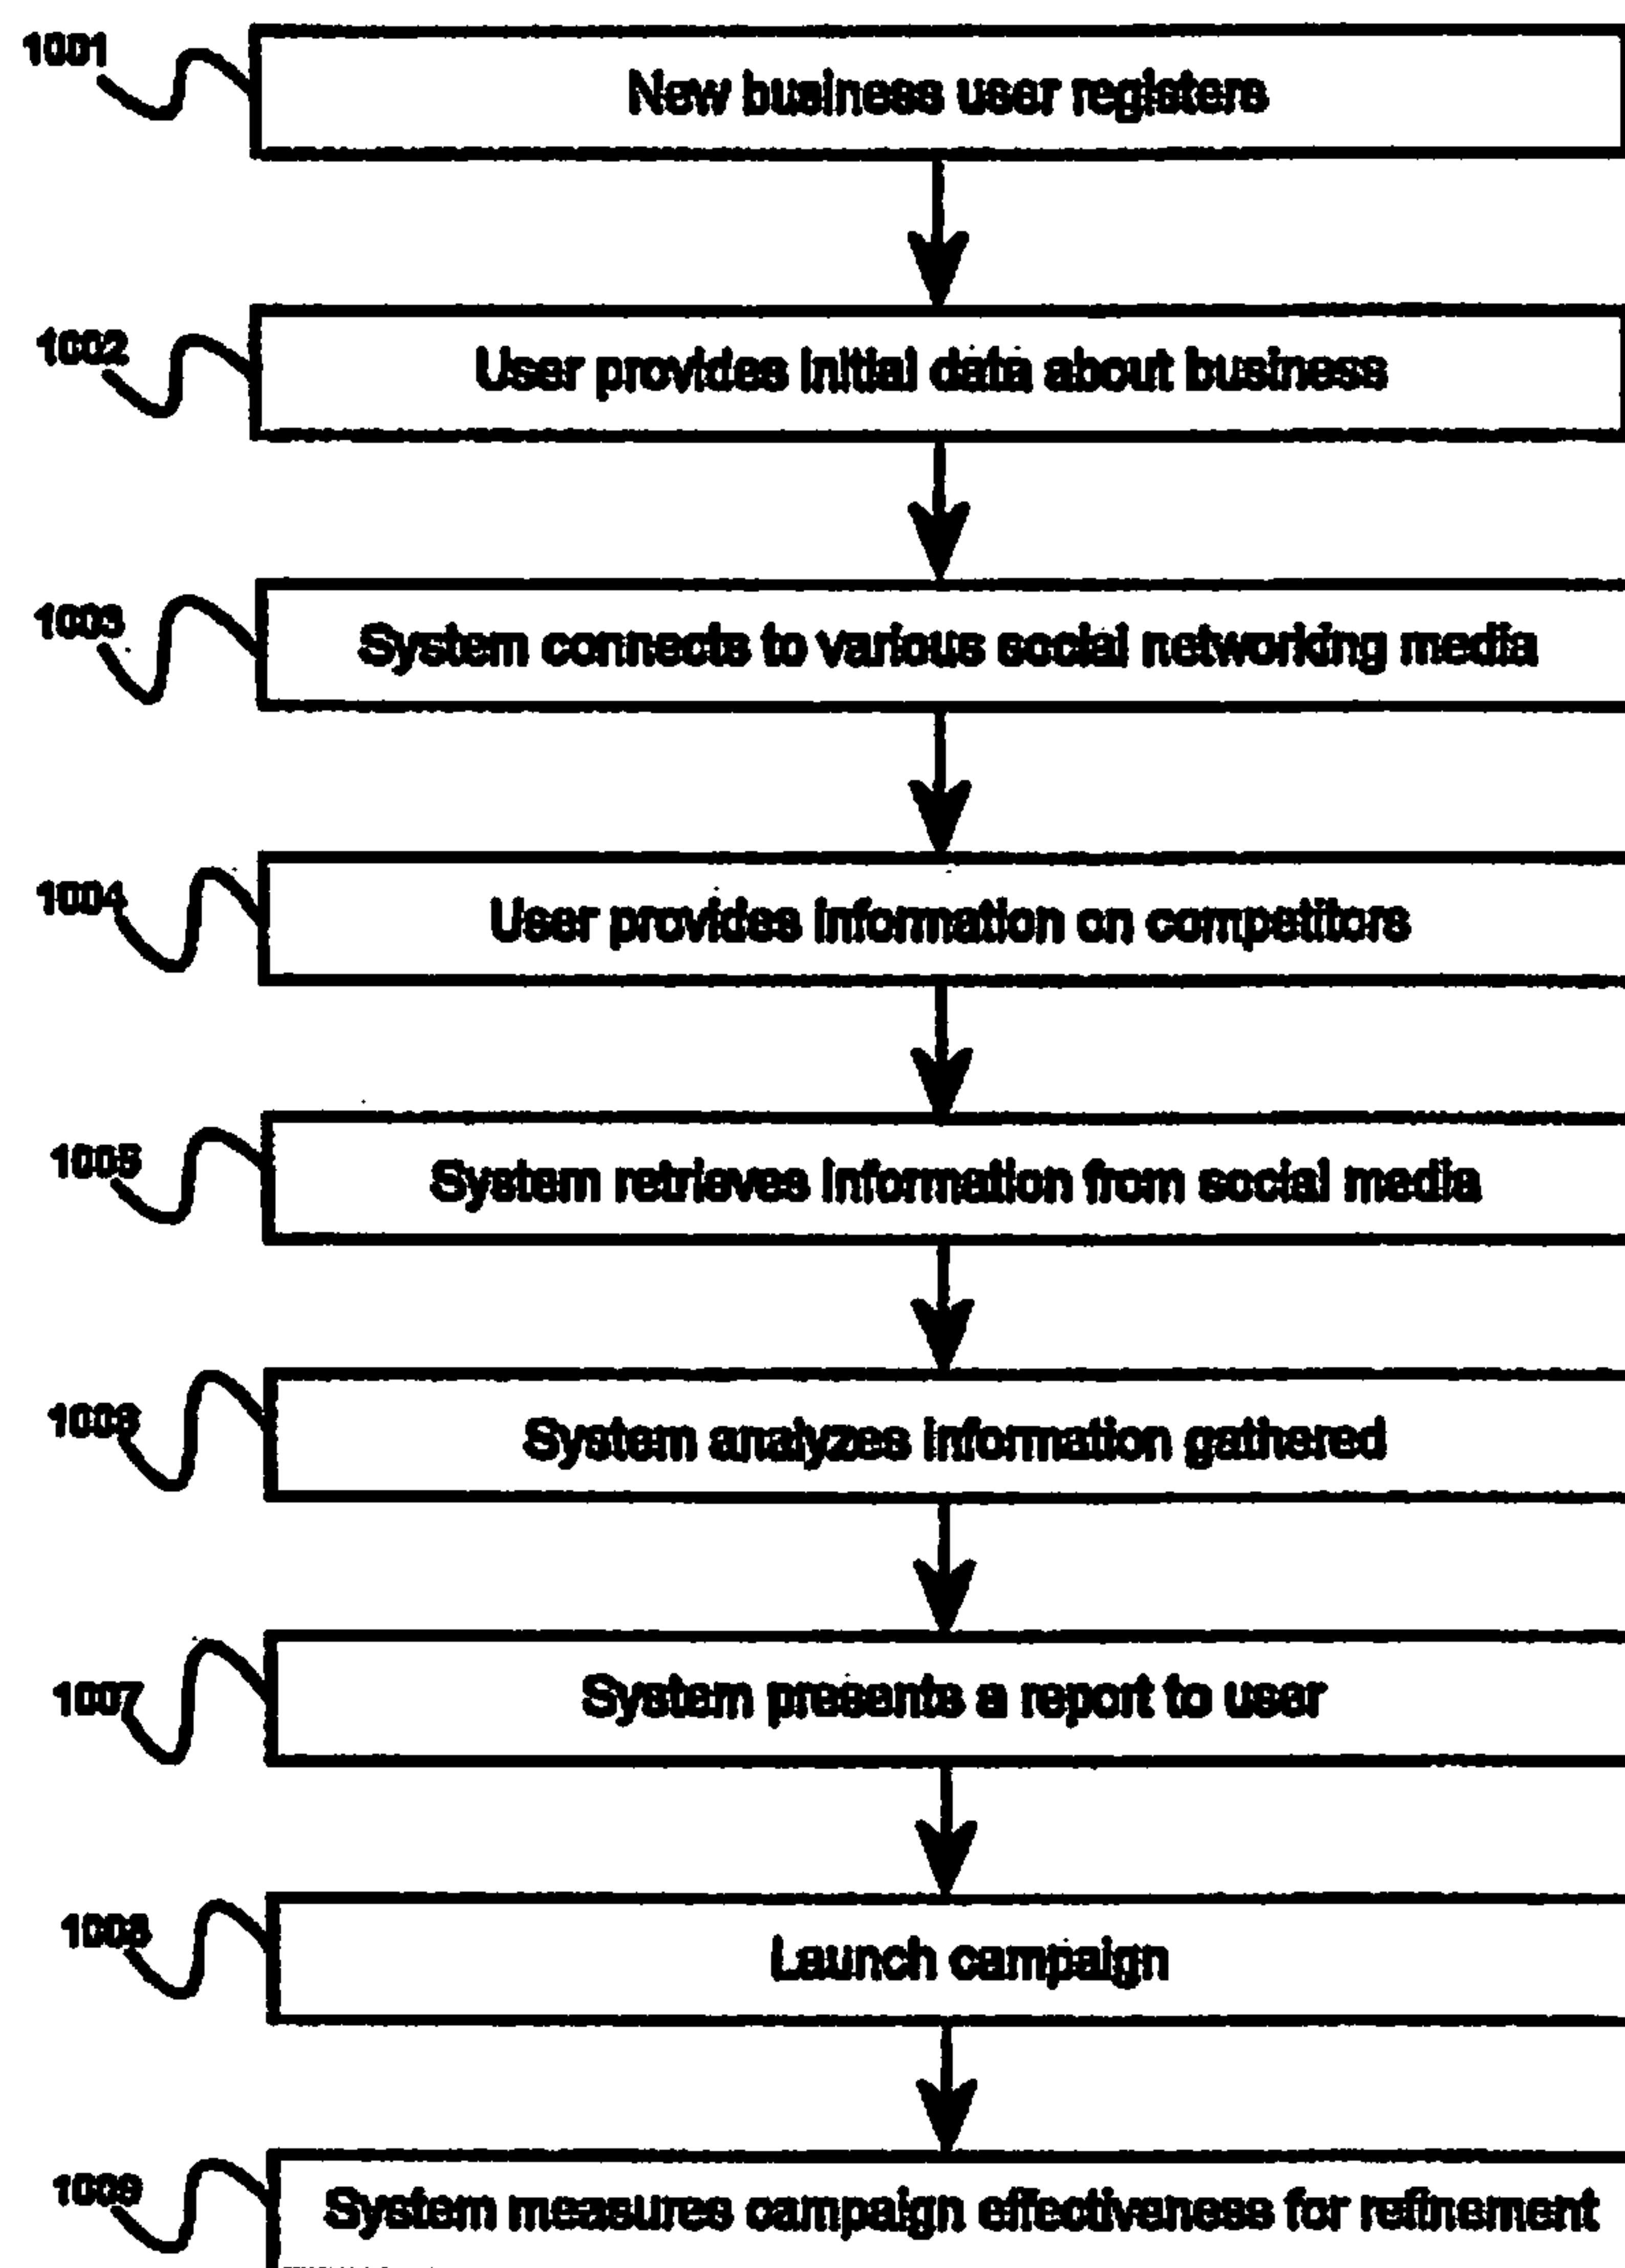 1001
New business user registers
1002
User provides initial data about business
1003
System connects to various social networking media
1004
User provides information on competitors
1005
System retrieves information from social media
1006
System analyzes information gathered
1007
System presents a report to user
1008
Launch campaign
1009
System measures campaign effectiveness for refinement